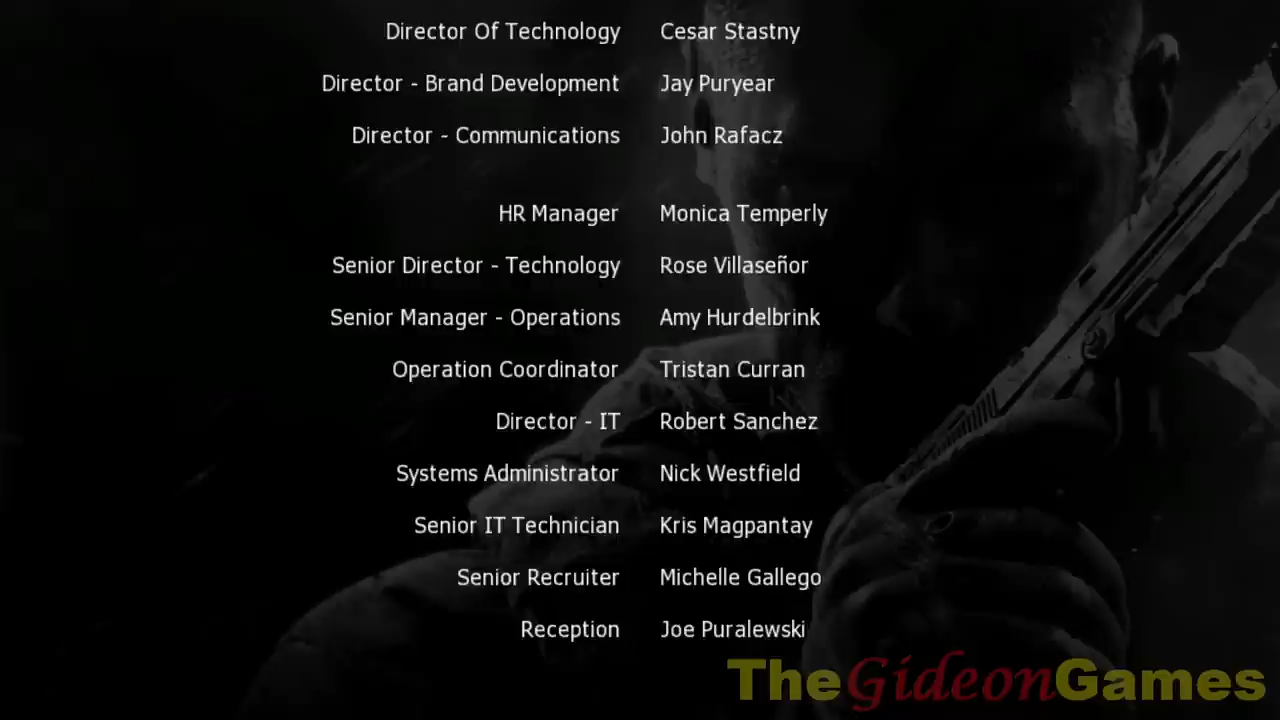 Director Of Technology Cesar Stastny
Director - Brand Development Jay Puryear
Director - Communications John Rafacz
HR Manager Monica Temperly
Senior Director - Technology Rose Villaseñor
Senior Manager - Operations Amy Hurdelbrink
Operation Coordinator Tristan Curran
Director - IT Robert Sanchez
Systems Administrator Nick Westfield
Senior IT Technician Kris Magpantay
Senior Recruiter Michelle Gallego
Reception Joe Puralewski
TheGideonGames